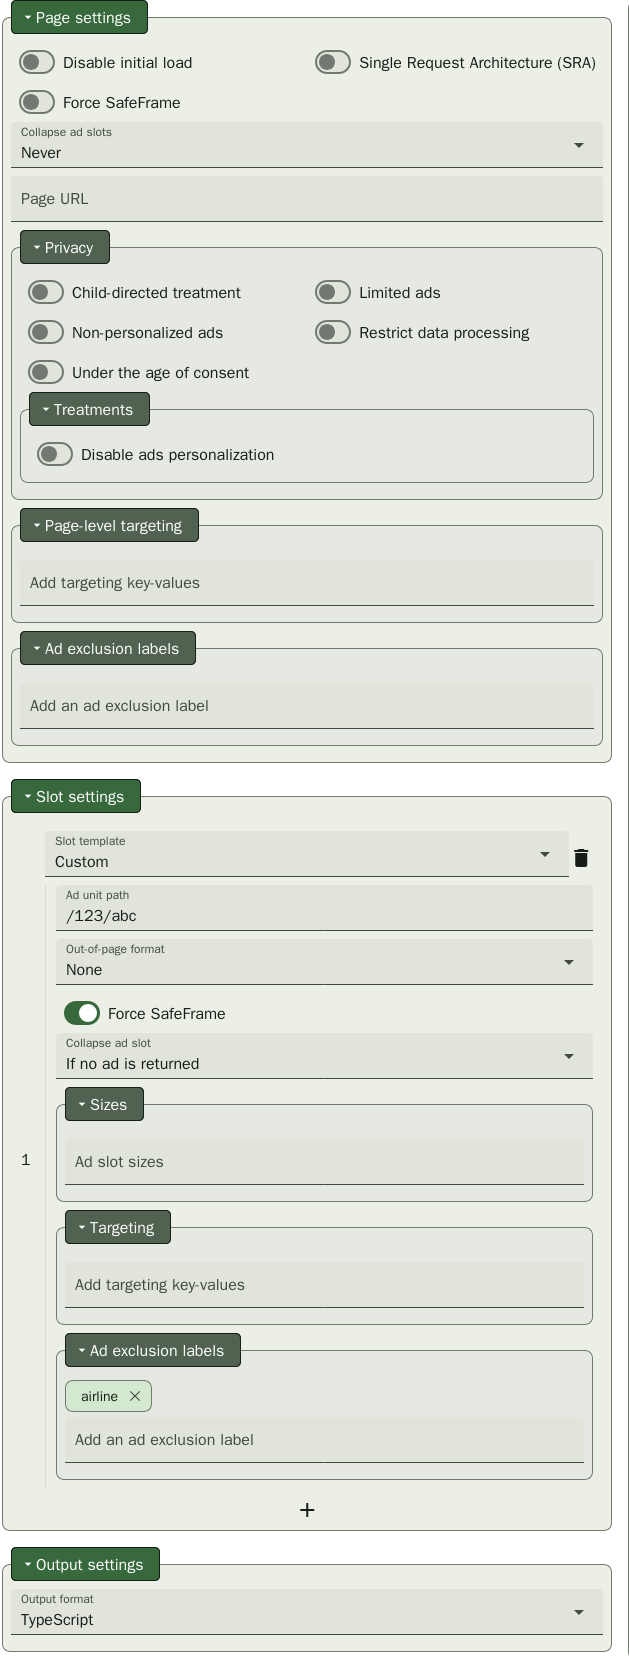 Page settings
Disable initial load
Single Request Architecture (SRA)
Force SafeFrame
Collapse ad slots
Never
Page URL
Privacy
Child-directed treatment
Limited ads
Non-personalized ads
Restrict data processing
Under the age of consent
Treatments
Disable ads personalization
Page-level targeting
Add targeting key-values
Ad exclusion labels
Add an ad exclusion label
Slot settings
Slot template
Custom
Ad unit path
/123/abc
Out-of-page format
None
Force SafeFrame
Collapse ad slot
If no ad is returned
Sizes
1
Ad slot sizes
Targeting
Add targeting key-values
Ad exclusion labels
airline
Add an ad exclusion label
Output settings
Output format
TypeScript